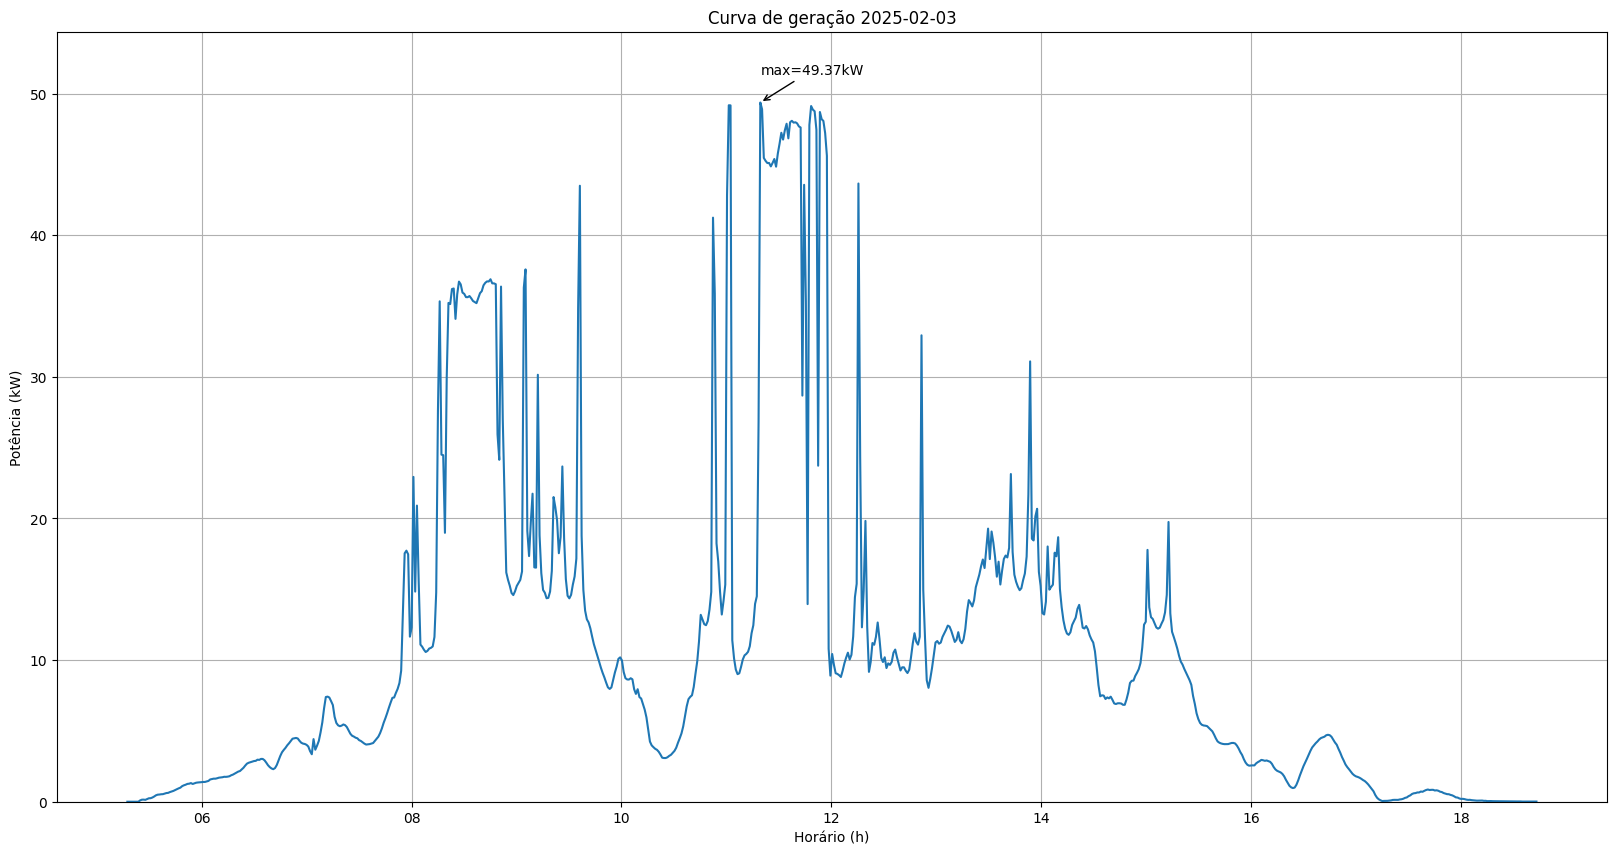 Curva de geração 2025-02-03
max=49.37kW
50
40
30
20
10
0
Potência (kW)
06 08 10 12 14 16 18
Horário (h)